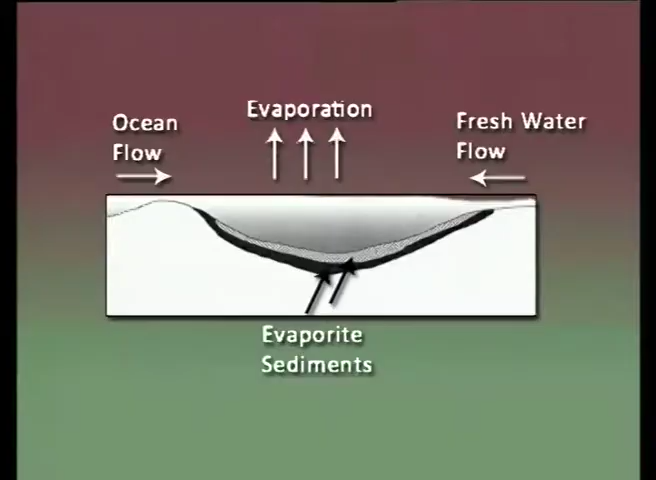 Evaporation
Ocean
Flow
Fresh Water
Flow
Evaporite
Sediments